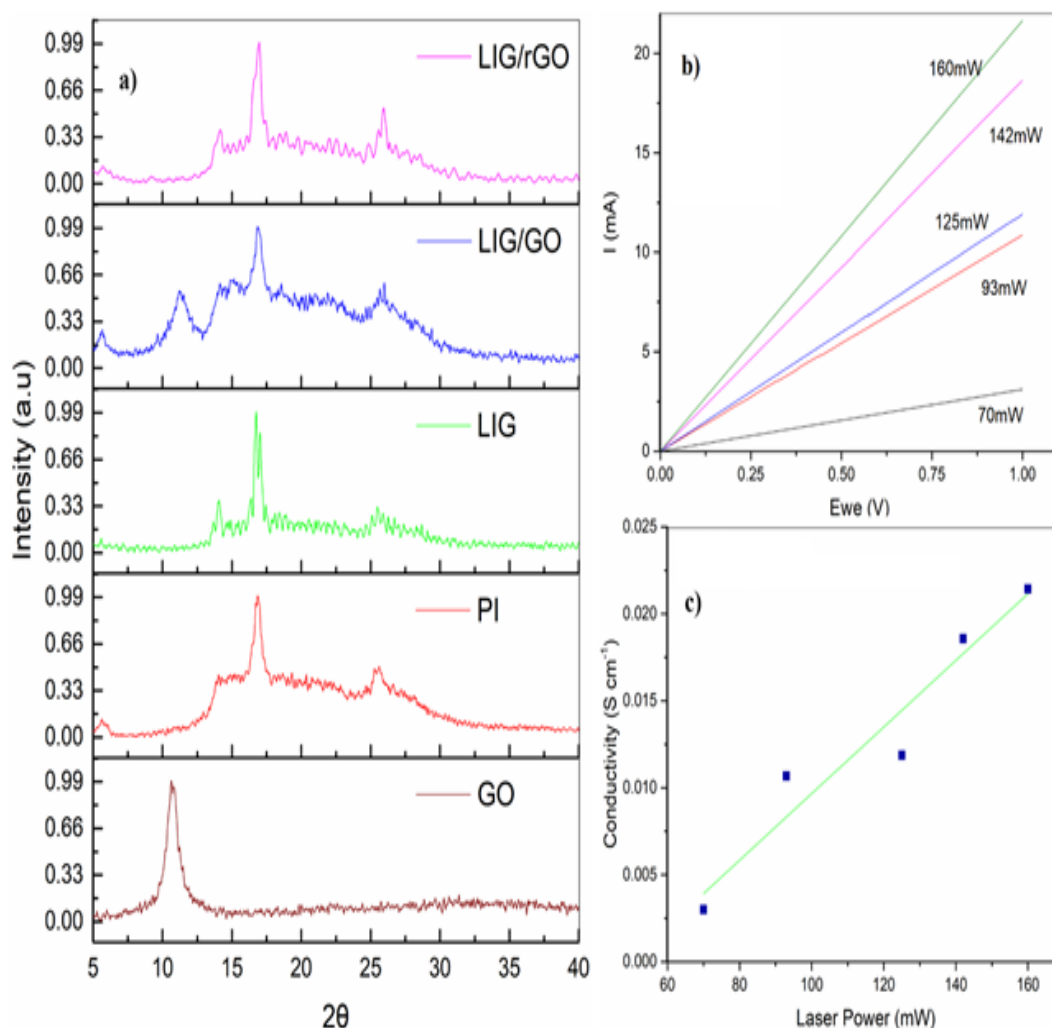 a)
LIG/rGO
0.99
0.66
0.33
0.00
LIG/GO
0.99
0.66
0.33
0.00
LIG
0.99
0.66
0.33
0.00
PI
0.99
0.66
0.33
0.00
GO
0.99
0.66
0.33
0.00
Intensity (a.u)
5 10 15 20 25 30 35 40
2θ
b)
20
15
10
5
0
I (mA)
160mW
142mW
125mW
93mW
70mW
0.00 0.25 0.50 0.75 1.00
Ewe (V)
c)
0.025
0.020
0.015
0.010
0.005
0.000
Conductivity (S cm⁻¹)
60 80 100 120 140 160
Laser Power (mW)